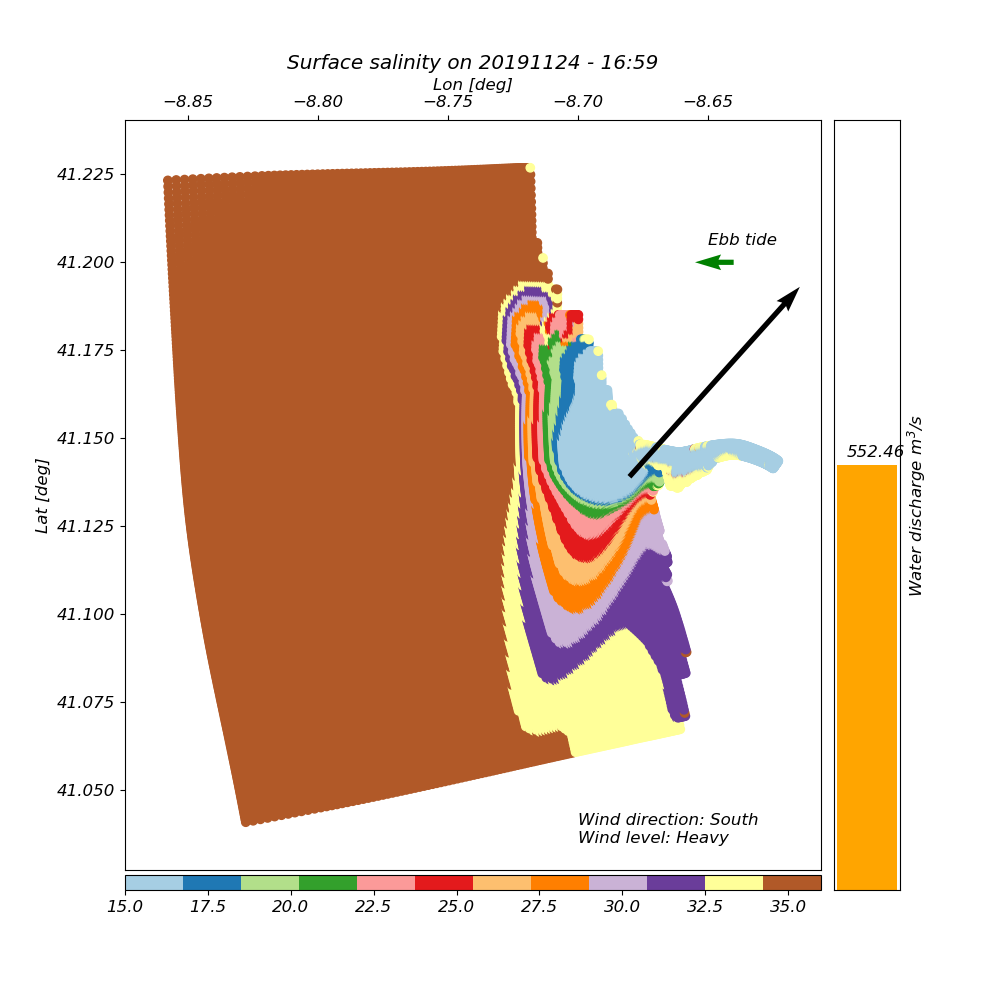 Surface salinity on 20191124 - 16:59
Lon [deg]
−8.85 −8.80 −8.75 −8.70 −8.65
41.225
41.200
41.175
41.150
41.125
41.100
41.075
41.050
Lat [deg]
Ebb tide
552.46
Water discharge m³/s
Wind direction: South
Wind level: Heavy
15.0 17.5 20.0 22.5 25.0 27.5 30.0 32.5 35.0